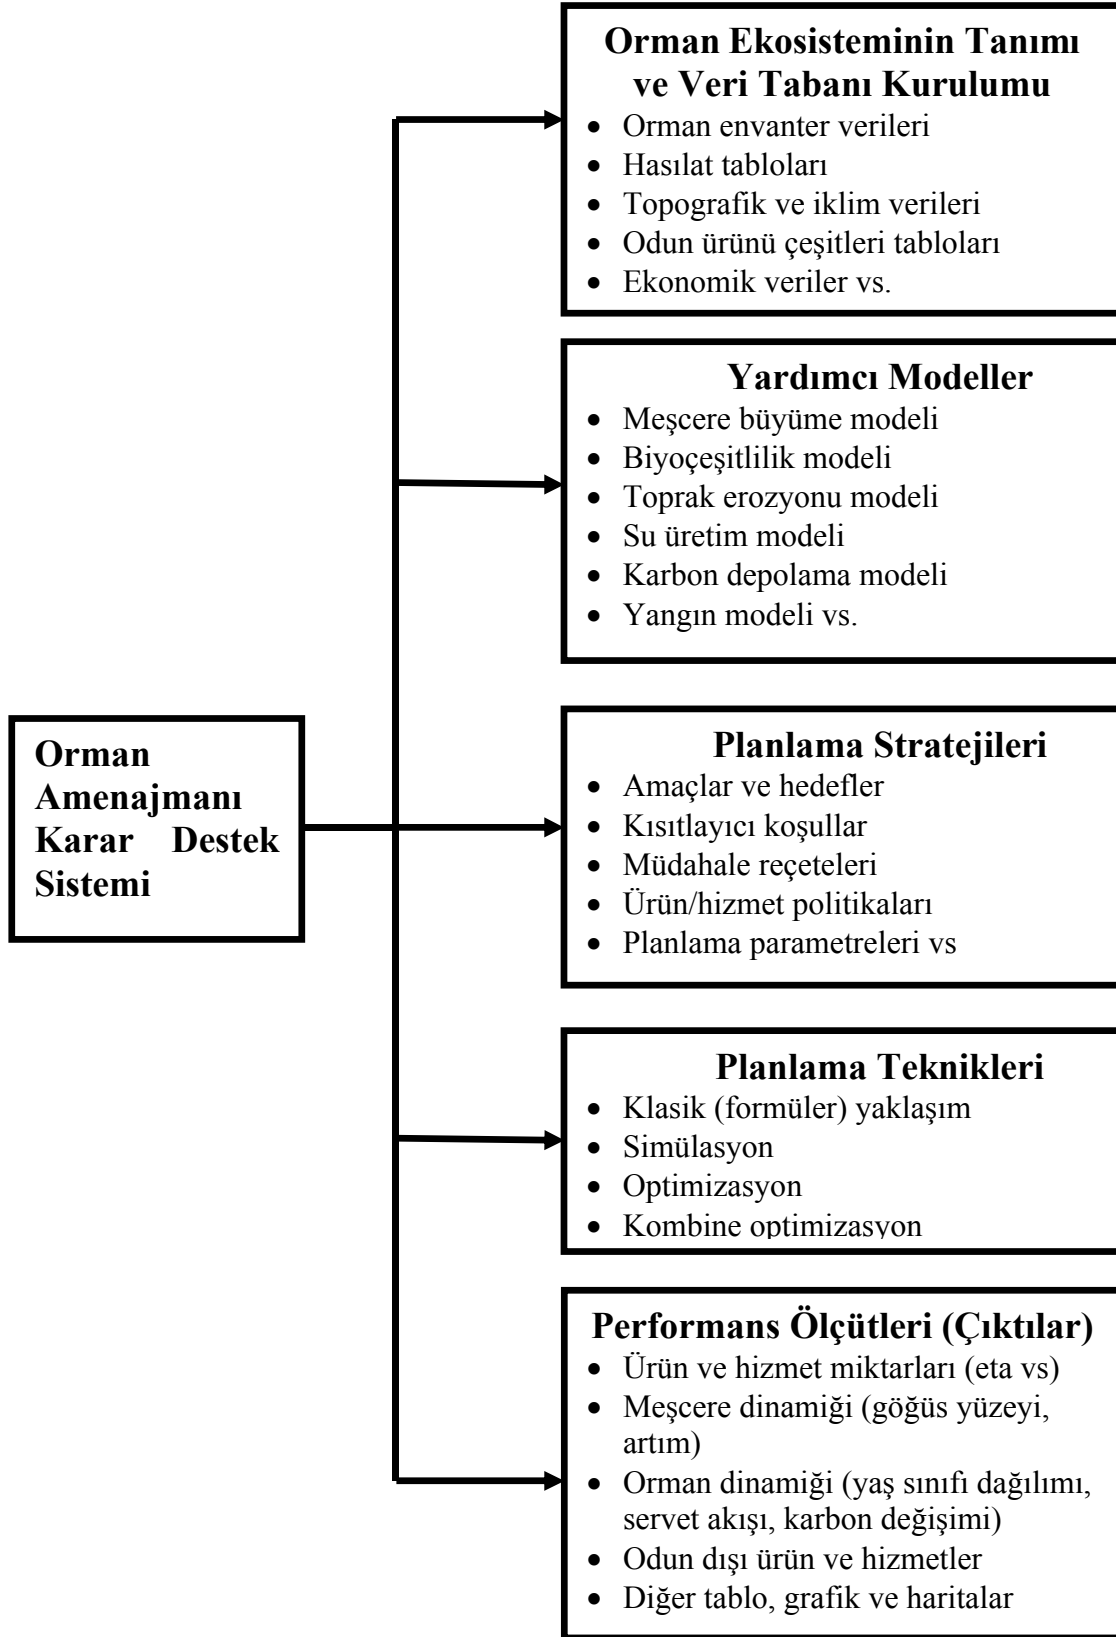 Orman Ekosisteminin Tanımı
ve Veri Tabanı Kurulumu
• Orman envanter verileri
• Hasılat tabloları
• Topografik ve iklim verileri
• Odun ürünü çeşitleri tabloları
• Ekonomik veriler vs.
Yardımcı Modeller
• Meşcere büyüme modeli
• Biyoçeşitlilik modeli
• Toprak erozyonu modeli
• Su üretim modeli
• Karbon depolama modeli
• Yangın modeli vs.
Orman
Amenajmanı
Karar Destek
Sistemi
Planlama Stratejileri
• Amaçlar ve hedefler
• Kısıtlayıcı koşullar
• Müdahale reçeteleri
• Ürün/hizmet politikaları
• Planlama parametreleri vs
Planlama Teknikleri
• Klasik (formüler) yaklaşım
• Simülasyon
• Optimizasyon
• Kombine optimizasyon
Performans Ölçütleri (Çıktılar)
• Ürün ve hizmet miktarları (eta vs)
• Meşcere dinamiği (göğüs yüzeyi,
artım)
• Orman dinamiği (yaş sınıfı dağılımı,
servet akışı, karbon değişimi)
• Odun dışı ürün ve hizmetler
• Diğer tablo, grafik ve haritalar